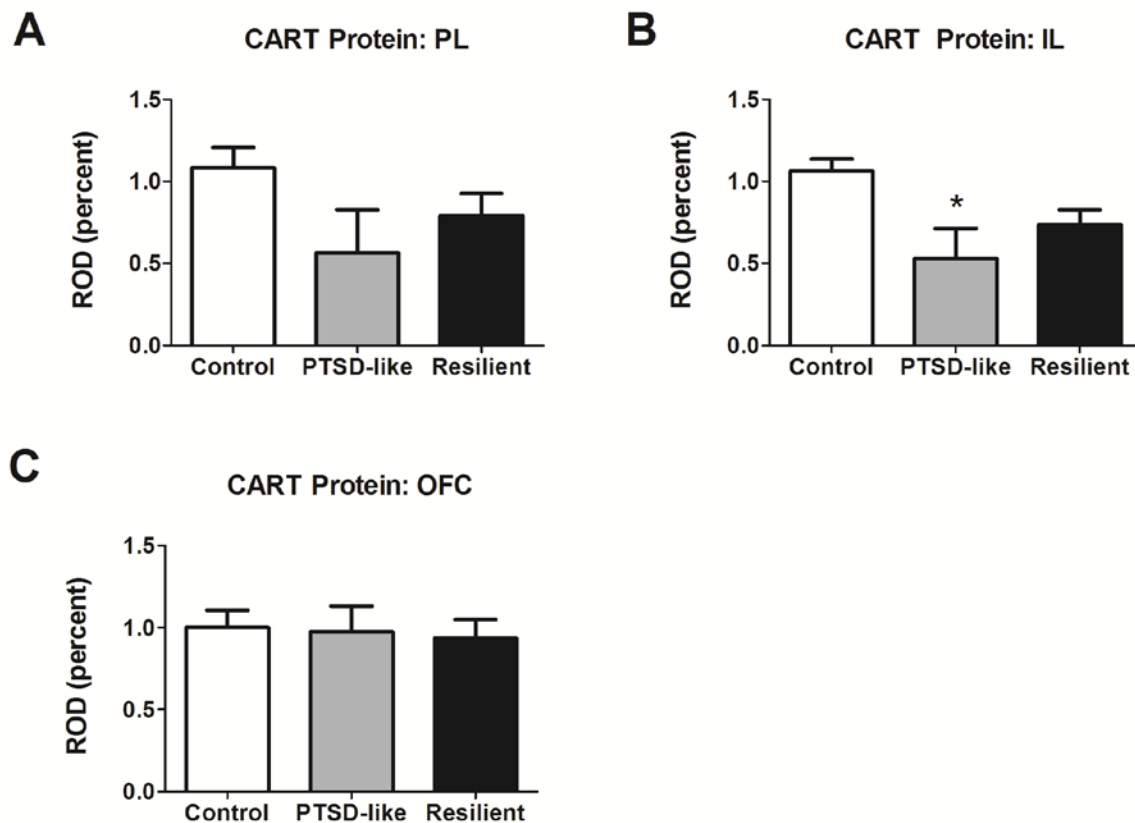 A
CART Protein: PL
ROD (percent)
1.5
1.0
0.5
0.0
Control PTSD-like Resilient
B
CART Protein: IL
ROD (percent)
1.5
1.0
0.5
0.0
*
Control PTSD-like Resilient
C
CART Protein: OFC
ROD (percent)
1.5
1.0
0.5
0.0
Control PTSD-like Resilient